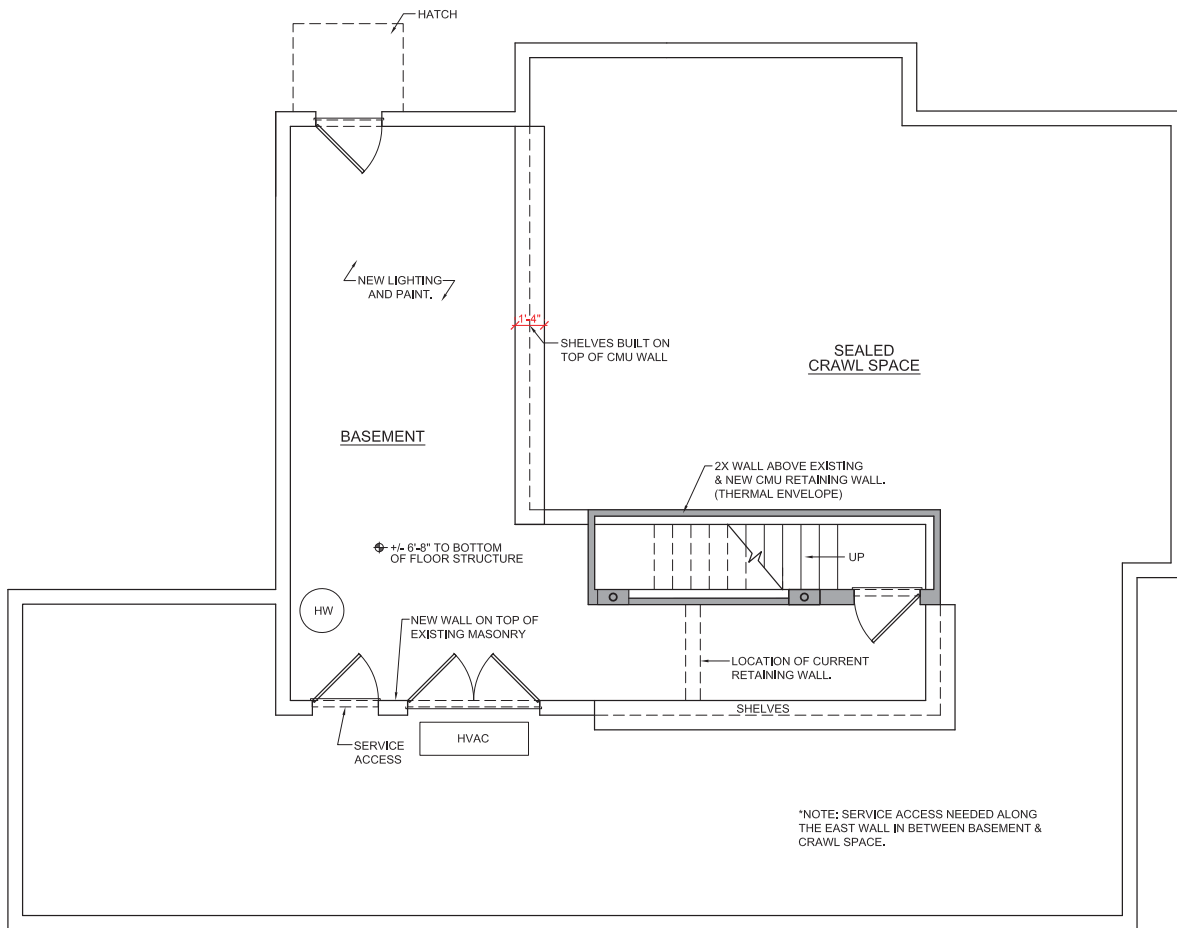 HATCH
NEW LIGHTING
AND PAINT.
1'-4"
SHELVES BUILT ON
TOP OF CMU WALL
SEALED
CRAWL SPACE
BASEMENT
2X WALL ABOVE EXISTING
& NEW CMU RETAINING WALL.
(THERMAL ENVELOPE)
+/- 6'-8" TO BOTTOM
OF FLOOR STRUCTURE
UP
HW
NEW WALL ON TOP OF
EXISTING MASONRY
LOCATION OF CURRENT
RETAINING WALL.
SHELVES
SERVICE
ACCESS
HVAC
*NOTE: SERVICE ACCESS NEEDED ALONG
THE EAST WALL IN BETWEEN BASEMENT &
CRAWL SPACE.